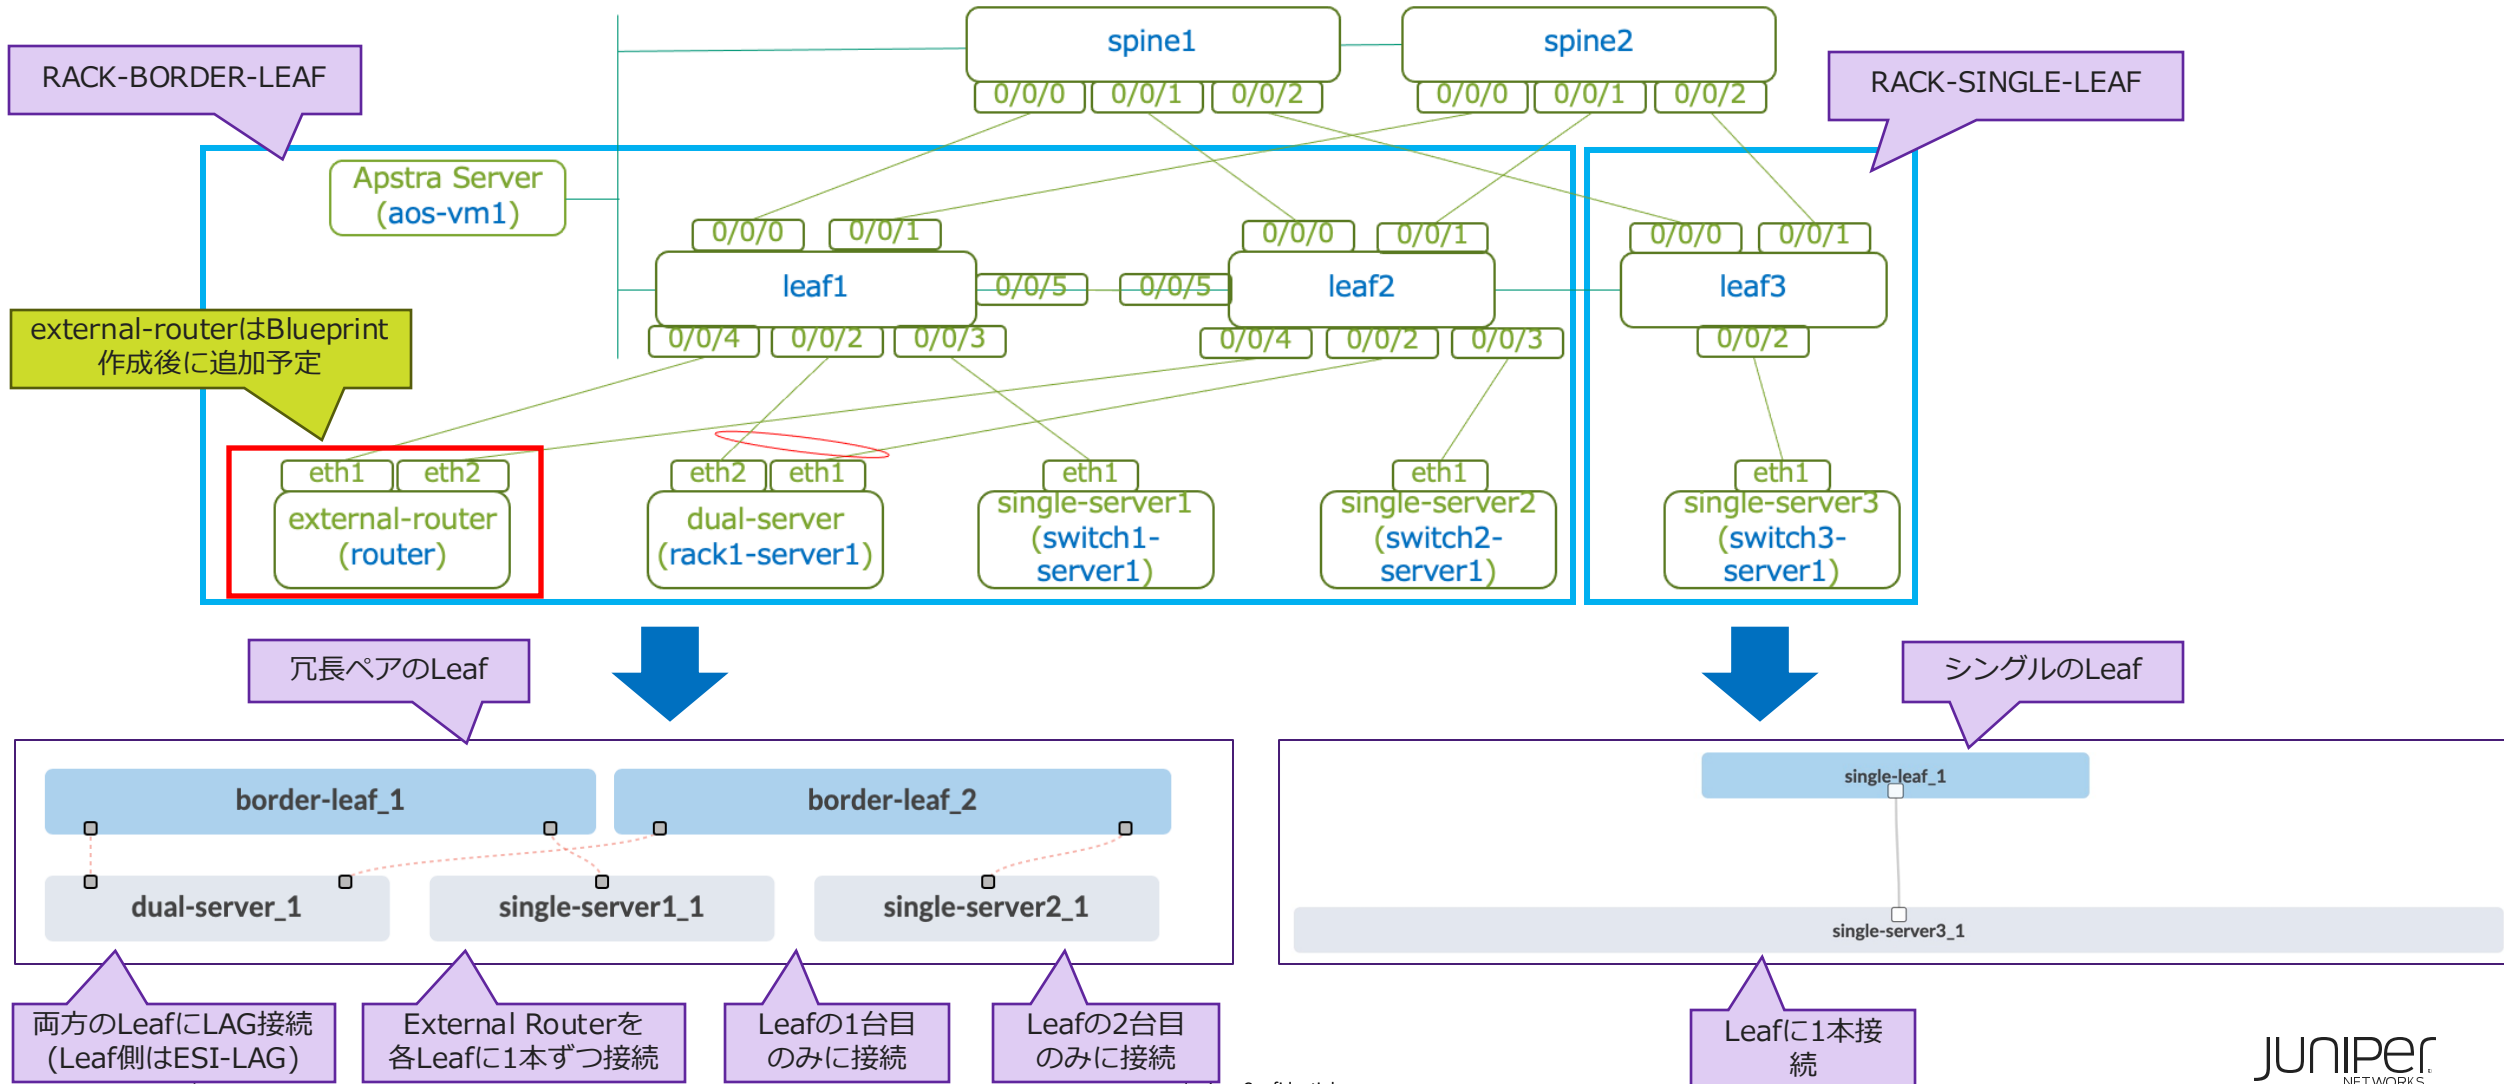 spine1
spine2
RACK-BORDER-LEAF
RACK-SINGLE-LEAF
0/0/0
0/0/1
0/0/2
0/0/0
0/0/1
0/0/2
Apstra Server
(aos-vm1)
0/0/0
0/0/1
0/0/0
0/0/1
0/0/0
0/0/1
leaf1
0/0/5
0/0/5
leaf2
leaf3
external-routerはBlueprint
作成後に追加予定
0/0/4
0/0/2
0/0/3
0/0/4
0/0/2
0/0/3
0/0/2
eth1
eth2
eth2
eth1
eth1
eth1
eth1
external-router
(router)
dual-server
(rack1-server1)
single-server1
(switch1-
server1)
single-server2
(switch2-
server1)
single-server3
(switch3-
server1)
冗長ペアのLeaf
シングルのLeaf
border-leaf_1
border-leaf_2
single-leaf_1
dual-server_1
single-server1_1
single-server2_1
single-server3_1
両方のLeafにLAG接続
(Leaf側はESI-LAG)
External Routerを
各Leafに1本ずつ接続
Leafの1台目
のみに接続
Leafの2台目
のみに接続
Leafに1本接
続
JUNIPER
NETWORKS